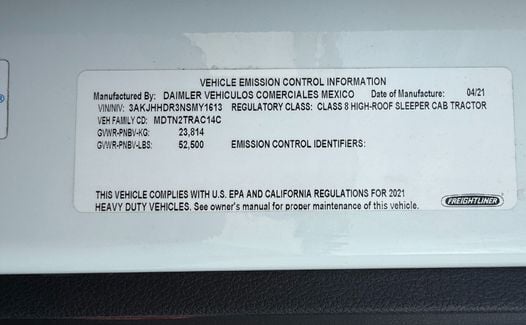 VEHICLE EMISSION CONTROL INFORMATION
Manufactured By: DAIMLER VEHICULOS COMERCIALES MEXICO Date of Manufacture: 04/21
VIN/NIV: 3AKJHHDR3NSMY1613 REGULATORY CLASS: CLASS 8 HIGH-ROOF SLEEPER CAB TRACTOR
VEH FAMILY CD: MDTN2TRAC14C
GVWR-PNBV-KG: 23,814
GVWR-PNBV-LBS: 52,500 EMISSION CONTROL IDENTIFIERS:
THIS VEHICLE COMPLIES WITH U.S. EPA AND CALIFORNIA REGULATIONS FOR 2021
HEAVY DUTY VEHICLES. See owner's manual for proper maintenance of this vehicle.
FREIGHTLINER